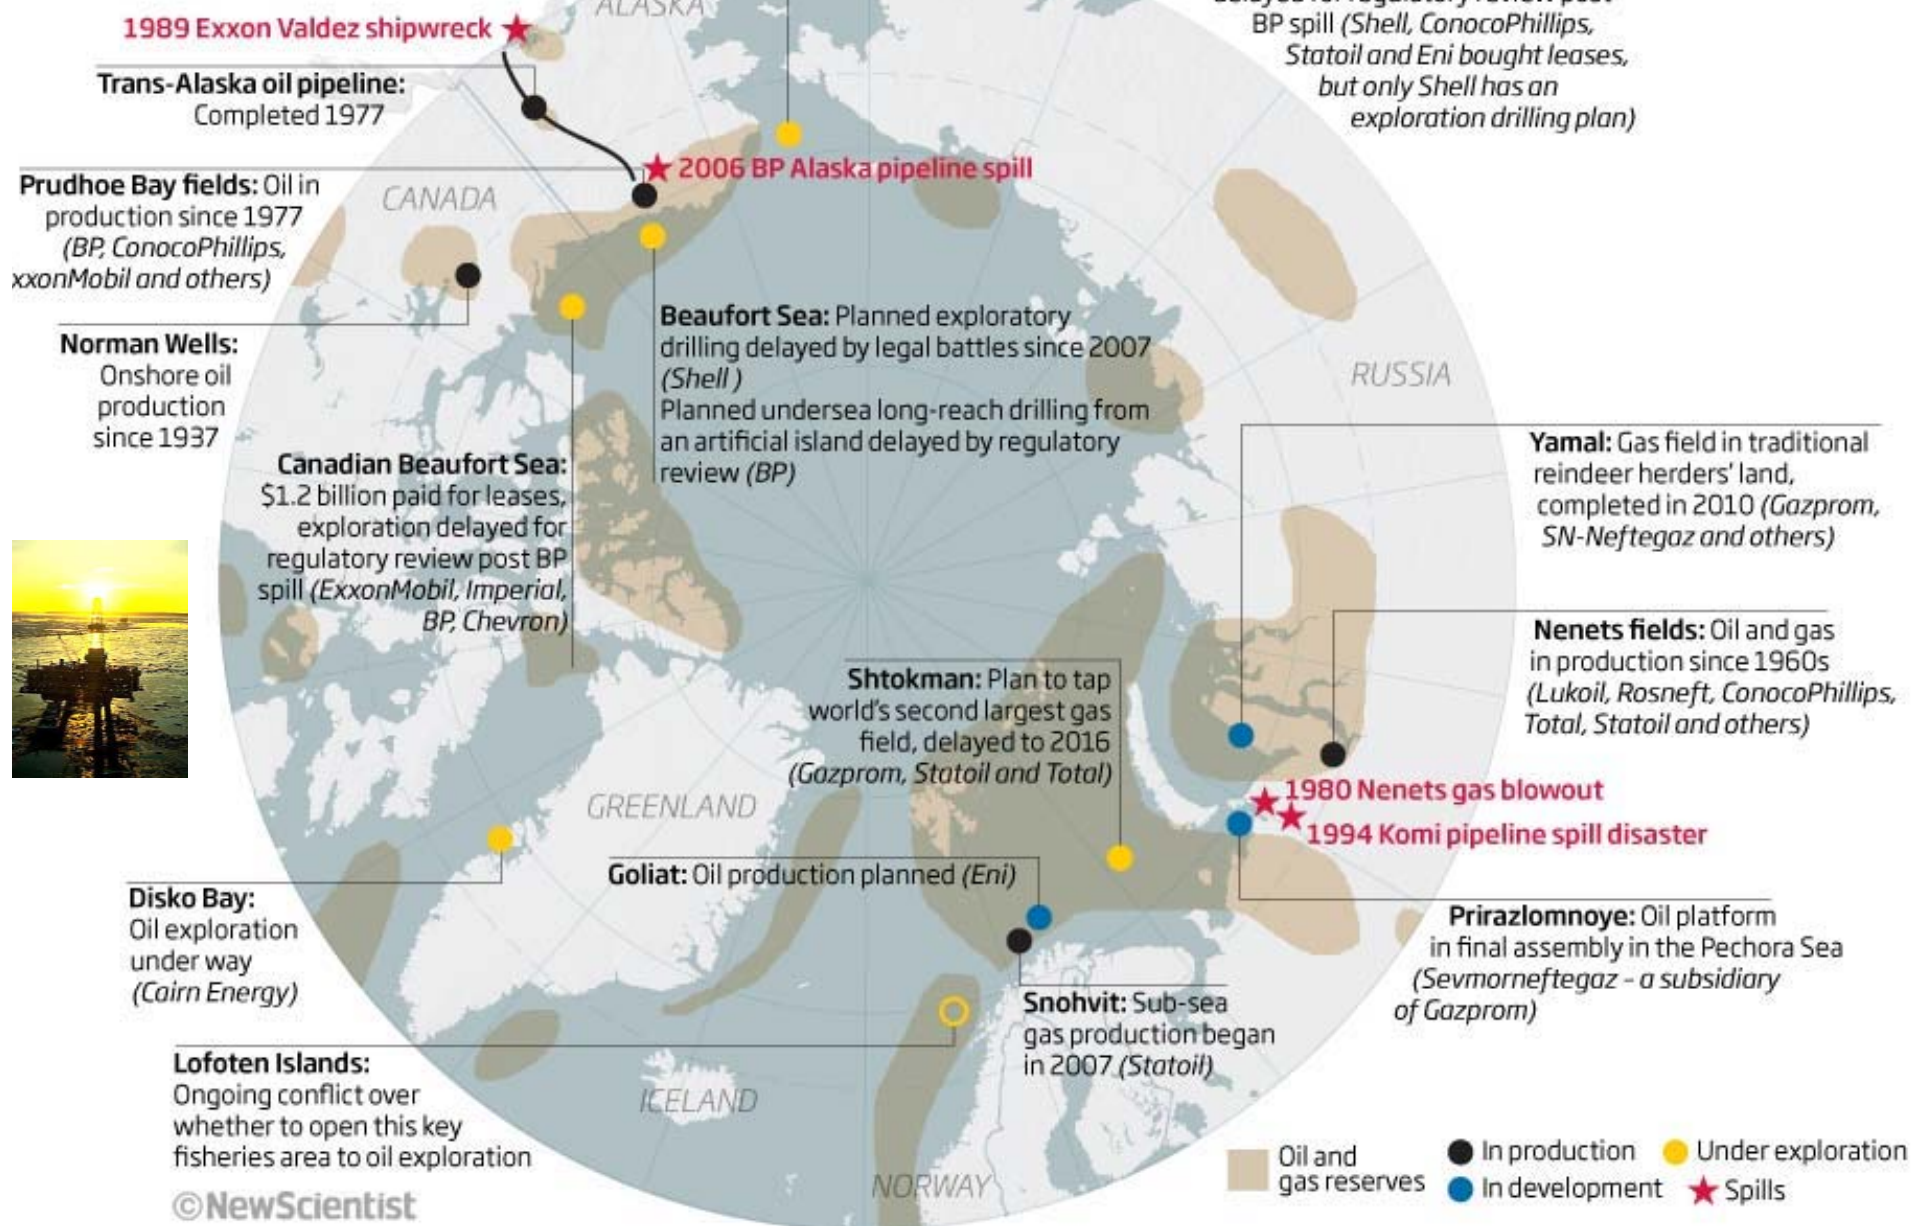 ALASKA
1989 Exxon Valdez shipwreck
Trans-Alaska oil pipeline:
Completed 1977
delayed for regulatory review post
BP spill (Shell, ConocoPhillips,
Statoil and Eni bought leases,
but only Shell has an
exploration drilling plan)
2006 BP Alaska pipeline spill
Prudhoe Bay fields: Oil in
production since 1977
(BP, ConocoPhillips,
xxonMobil and others)
CANADA
Norman Wells:
Onshore oil
production
since 1937
Beaufort Sea: Planned exploratory
drilling delayed by legal battles since 2007
(Shell )
Planned undersea long-reach drilling from
an artificial island delayed by regulatory
review (BP)
RUSSIA
Canadian Beaufort Sea:
$1.2 billion paid for leases,
exploration delayed for
regulatory review post BP
spill (ExxonMobil, Imperial,
BP, Chevron)
Yamal: Gas field in traditional
reindeer herders' land,
completed in 2010 (Gazprom,
SN-Neftegaz and others)
Nenets fields: Oil and gas
in production since 1960s
(Lukoil, Rosneft, ConocoPhillips,
Total, Statoil and others)
Shtokman: Plan to tap
world's second largest gas
field, delayed to 2016
(Gazprom, Statoil and Total)
1980 Nenets gas blowout
1994 Komi pipeline spill disaster
GREENLAND
Goliat: Oil production planned (Eni)
Disko Bay:
Oil exploration
under way
(Cairn Energy)
Prirazlomnoye: Oil platform
in final assembly in the Pechora Sea
(Sevmorneftegaz – a subsidiary
of Gazprom)
Snohvit: Sub-sea
gas production began
in 2007 (Statoil)
Lofoten Islands:
Ongoing conflict over
whether to open this key
fisheries area to oil exploration
ICELAND
NORWAY
©NewScientist
Oil and
gas reserves
In production
Under exploration
In development
Spills